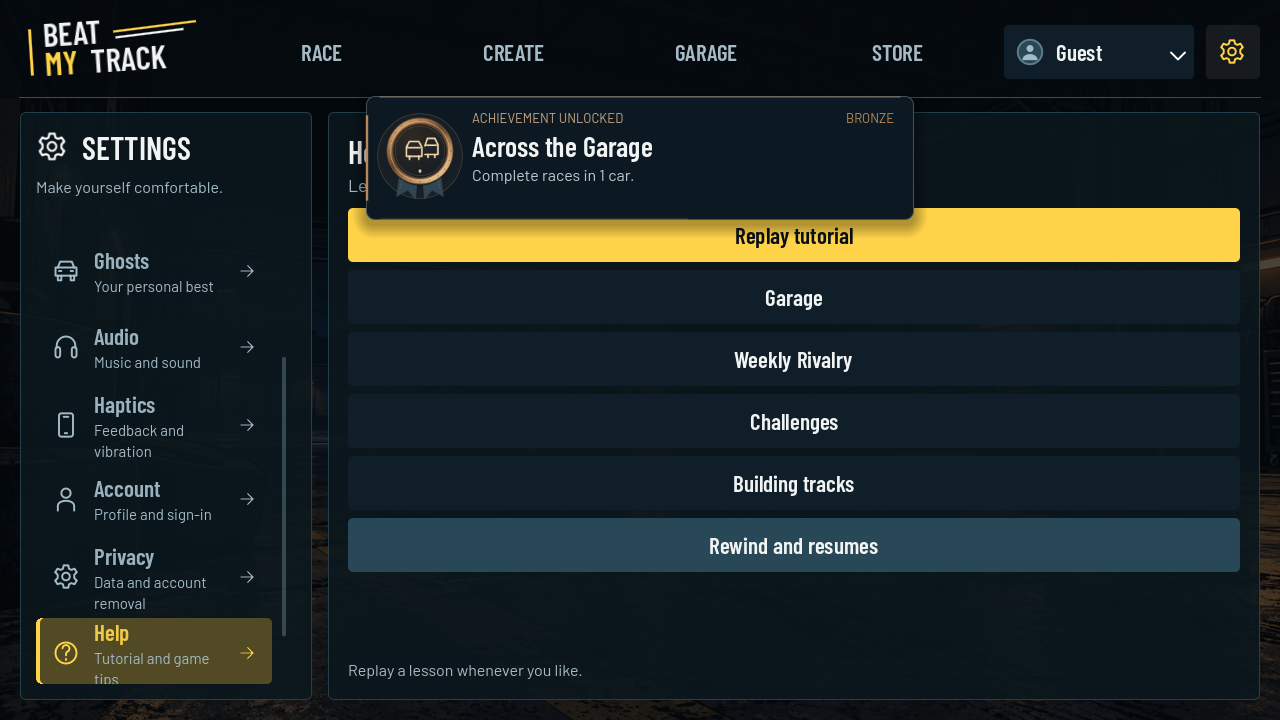 BEAT
MY TRACK
RACE
CREATE
GARAGE
STORE
Guest
ACHIEVEMENT UNLOCKED
BRONZE
Across the Garage
Complete races in 1 car.
SETTINGS
Make yourself comfortable.
Ghosts
Your personal best
Audio
Music and sound
Haptics
Feedback and
vibration
Account
Profile and sign-in
Privacy
Data and account
removal
Help
Tutorial and game
tips
Replay tutorial
Garage
Weekly Rivalry
Challenges
Building tracks
Rewind and resumes
Replay a lesson whenever you like.